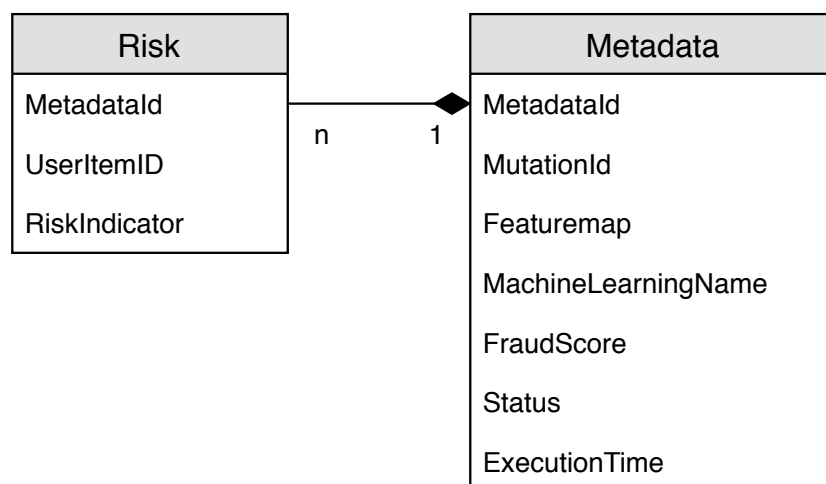 Risk
MetadataId
UserItemID
RiskIndicator
n
1
Metadata
MetadataId
MutationId
Featuremap
MachineLearningName
FraudScore
Status
ExecutionTime